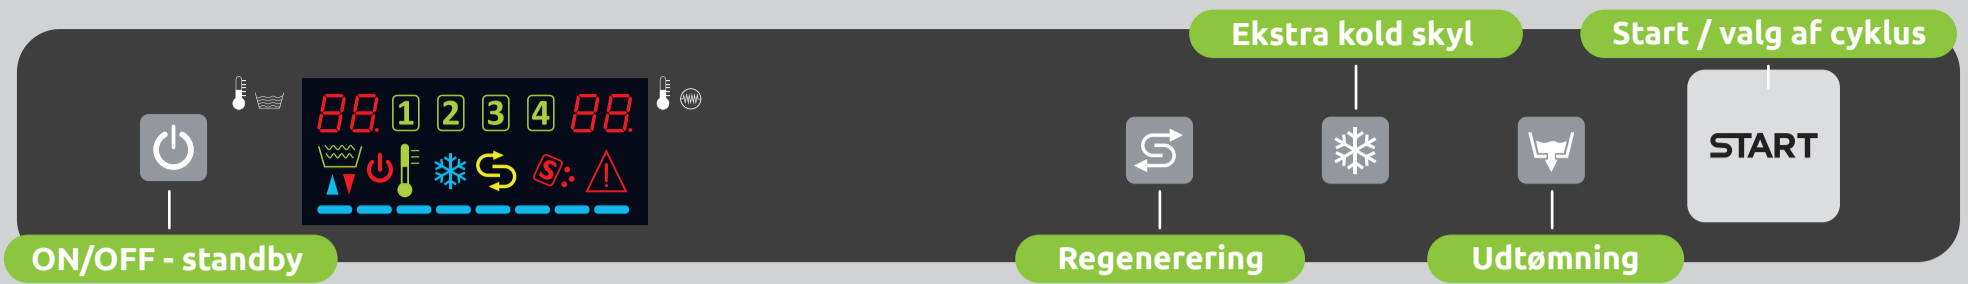 Ekstra kold skyl
Start / valg af cyklus
88. 1 2 3 4 88.
START
S
ON/OFF - standby
Regenerering
Udtømning